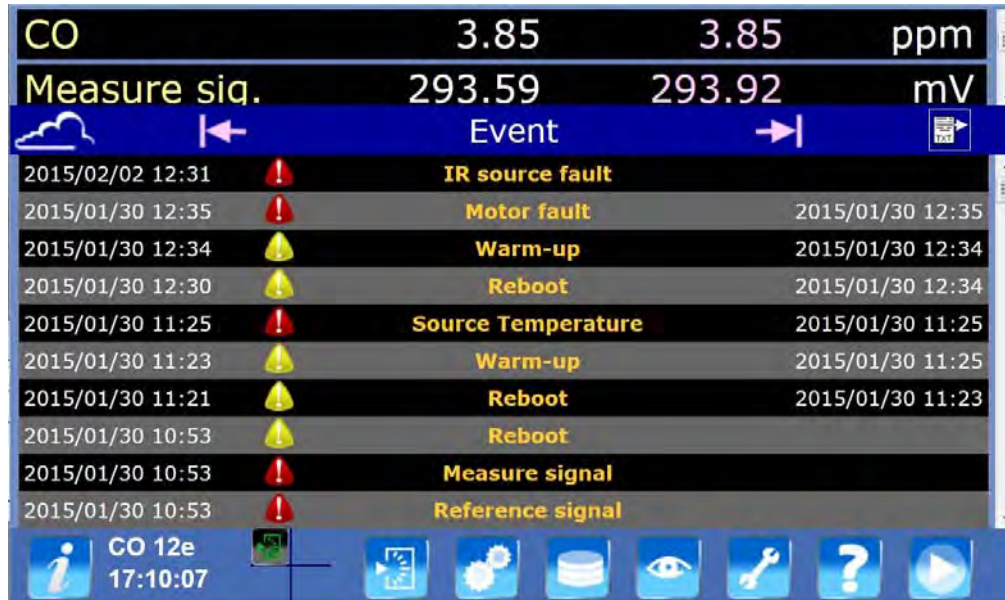 CO 3.85 3.85 ppm
Measure sig. 293.59 293.92 mV
Event
TXT
2015/02/02 12:31 IR source fault
2015/01/30 12:35 Motor fault 2015/01/30 12:35
2015/01/30 12:34 Warm-up 2015/01/30 12:34
2015/01/30 12:30 Reboot 2015/01/30 12:34
2015/01/30 11:25 Source Temperature 2015/01/30 11:25
2015/01/30 11:23 Warm-up 2015/01/30 11:25
2015/01/30 11:21 Reboot 2015/01/30 11:23
2015/01/30 10:53 Reboot
2015/01/30 10:53 Measure signal
2015/01/30 10:53 Reference signal
i CO 12e ?
17:10:07